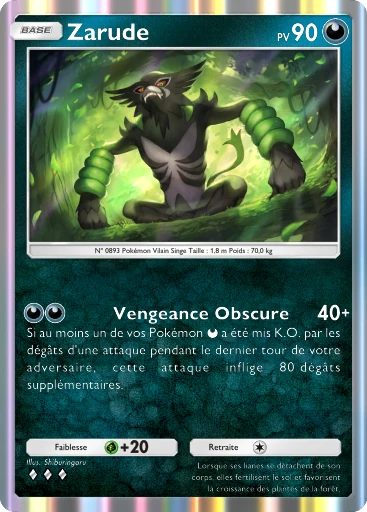 BASE Zarude PV 90
N° 0893 Pokémon Vilain Singe Taille : 1,8 m Poids : 70,0 kg
Vengeance Obscure 40+
Si au moins un de vos Pokémon a été mis K.O. par les
dégâts d'une attaque pendant le dernier tour de votre
adversaire, cette attaque inflige 80 dégâts
supplémentaires.
Faiblesse +20 Retraite
Illus. Shiburingaru
Lorsque ses lianes se détachent de son
corps, elles fertilisent le sol et favorisent
la croissance des plantes de la forêt.